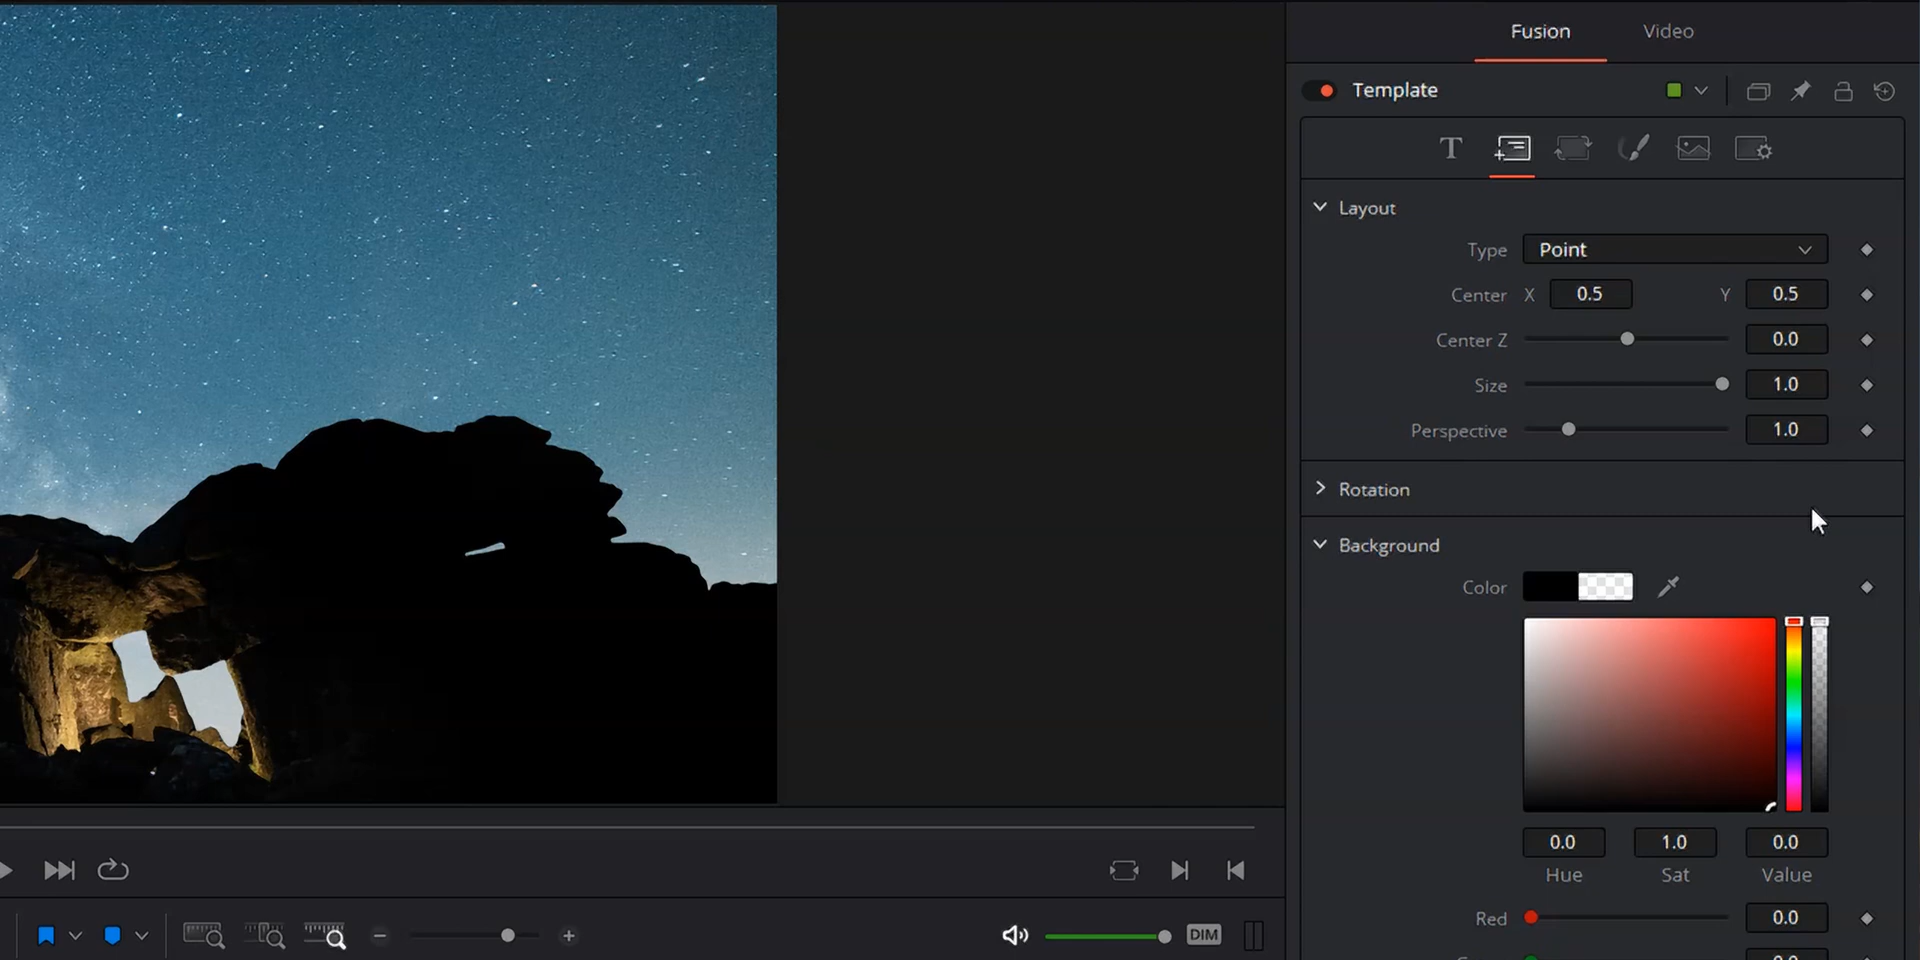 Fusion Video
Template
T
Layout
Type Point
Center X 0.5 Y 0.5
Center Z 0.0
Size 1.0
Perspective 1.0
Rotation
Background
Color
0.0 1.0 0.0
Hue Sat Value
Red 0.0
DIM